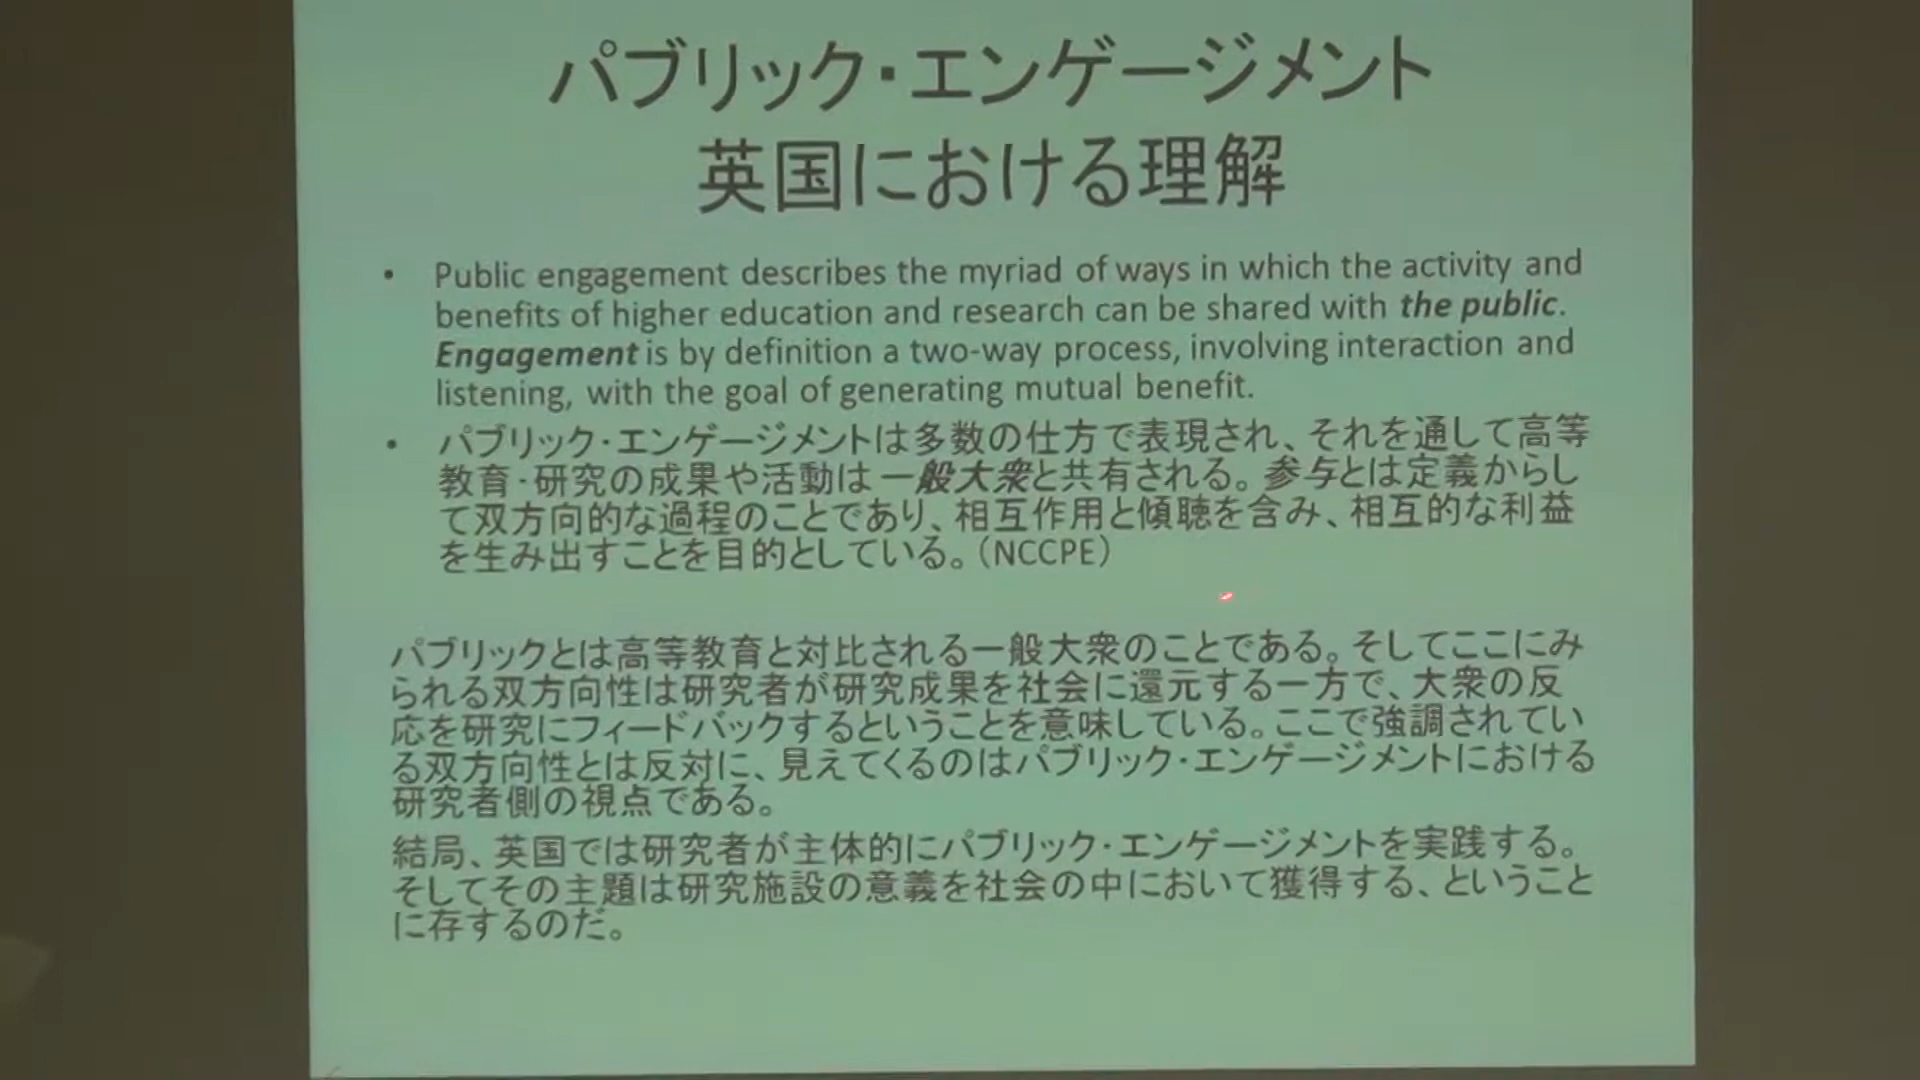 パブリック・エンゲージメント
英国における理解
• Public engagement describes the myriad of ways in which the activity and
benefits of higher education and research can be shared with the public.
Engagement is by definition a two-way process, involving interaction and
listening, with the goal of generating mutual benefit.
• パブリック・エンゲージメントは多数の仕方で表現され、それを通して高等
教育・研究の成果や活動は一般大衆と共有される。参与とは定義からし
て双方向的な過程のことであり、相互作用と傾聴を含み、相互的な利益
を生み出すことを目的としている。（NCCPE）
パブリックとは高等教育と対比される一般大衆のことである。そしてここにみ
られる双方向性は研究者が研究成果を社会に還元する一方で、大衆の反
応を研究にフィードバックするということを意味している。ここで強調されてい
る双方向性とは反対に、見えてくるのはパブリック・エンゲージメントにおける
研究者側の視点である。
結局、英国では研究者が主体的にパブリック・エンゲージメントを実践する。
そしてその主題は研究施設の意義を社会の中において獲得する、ということ
に存するのだ。